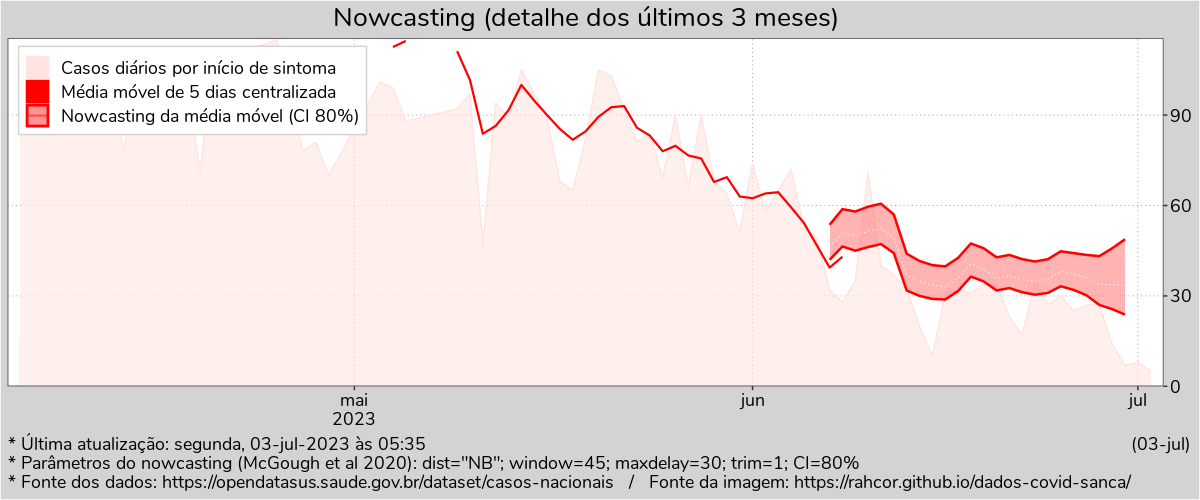 Nowcasting (detalhe dos últimos 3 meses)
Casos diários por início de sintoma
Média móvel de 5 dias centralizada
Nowcasting da média móvel (CI 80%)
90
60
30
0
mai
2023
jun
jul
* Última atualização: segunda, 03-jul-2023 às 05:35
(03-jul)
* Parâmetros do nowcasting (McGough et al 2020): dist="NB"; window=45; maxdelay=30; trim=1; CI=80%
* Fonte dos dados: https://opendatasus.saude.gov.br/dataset/casos-nacionais / Fonte da imagem: https://rahcor.github.io/dados-covid-sanca/